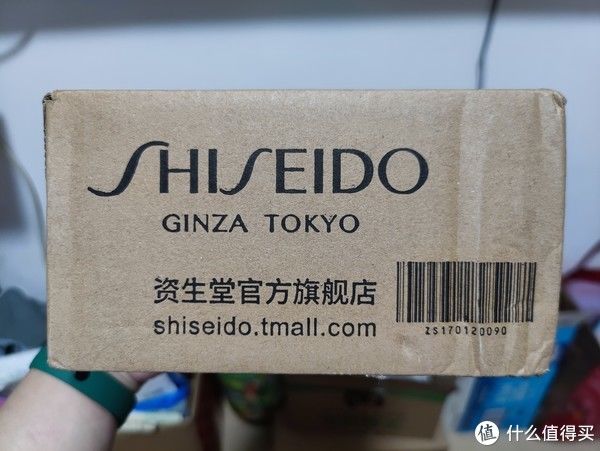 SHISEIDO
GINZA TOKYO
资生堂官方旗舰店
shiseido.tmall.com
ZS170120090
值 什么值得买